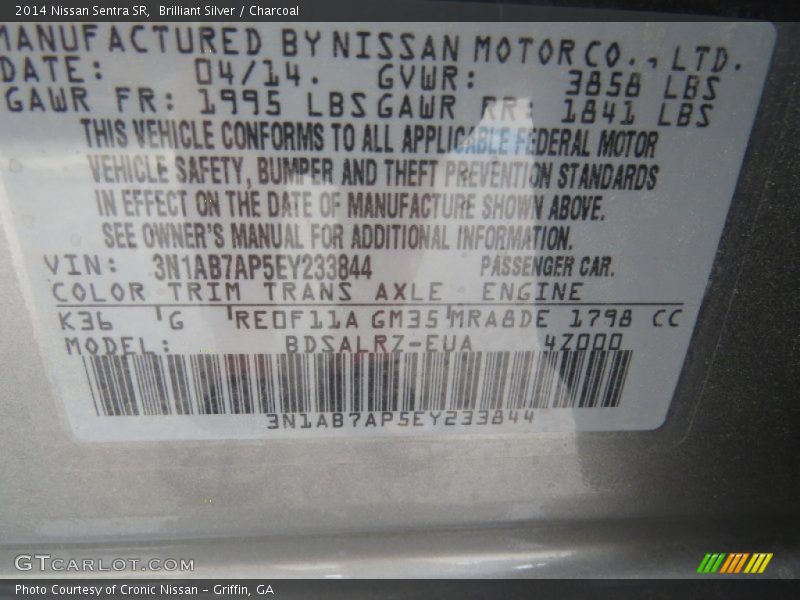 2014 Nissan Sentra SR,  Brilliant Silver / Charcoal
MANUFACTURED BY NISSAN MOTOR CO., LTD.
DATE: 04/14. GVWR: 3858 LBS
GAWR FR: 1995 LBS GAWR RR: 1841 LBS
THIS VEHICLE CONFORMS TO ALL APPLICABLE FEDERAL MOTOR
VEHICLE SAFETY, BUMPER AND THEFT PREVENTION STANDARDS
IN EFFECT ON THE DATE OF MANUFACTURE SHOWN ABOVE.
SEE OWNER'S MANUAL FOR ADDITIONAL INFORMATION.
VIN: 3N1AB7AP5EY233844 PASSENGER CAR.
COLOR TRIM TRANS AXLE ENGINE
K36 G RE0F11A GM35 MRA8DE 1798 CC
MODEL: BDSALRZ-EUA 4Z000
3N1AB7AP5EY233844
GTCARLOT.COM
Photo Courtesy of Cronic Nissan – Griffin, GA